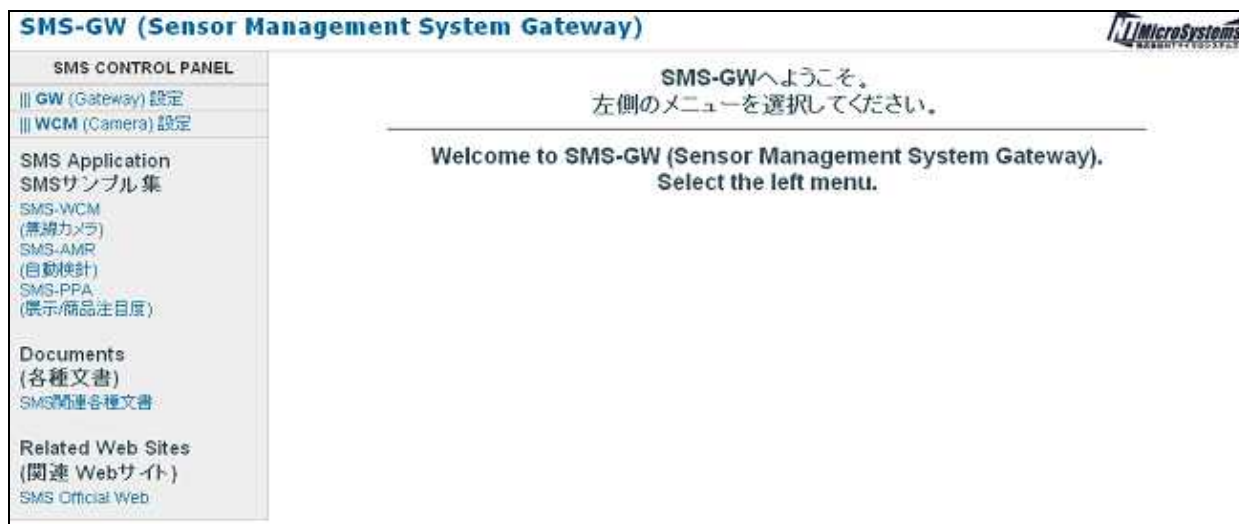 SMS-GW (Sensor Management System Gateway)
MicroSystems
SMS CONTROL PANEL
||| GW (Gateway) 設定
||| WCM (Camera) 設定
SMS Application
SMSサンプル集
SMS-WCM
(無線カメラ)
SMS-AMR
(自動検針)
SMS-PPA
(展示/商品注目度)
Documents
(各種文書)
SMS関連各種文書
Related Web Sites
(関連 Webサイト)
SMS Official Web
SMS-GWへようこそ。
左側のメニューを選択してください。
Welcome to SMS-GW (Sensor Management System Gateway).
Select the left menu.